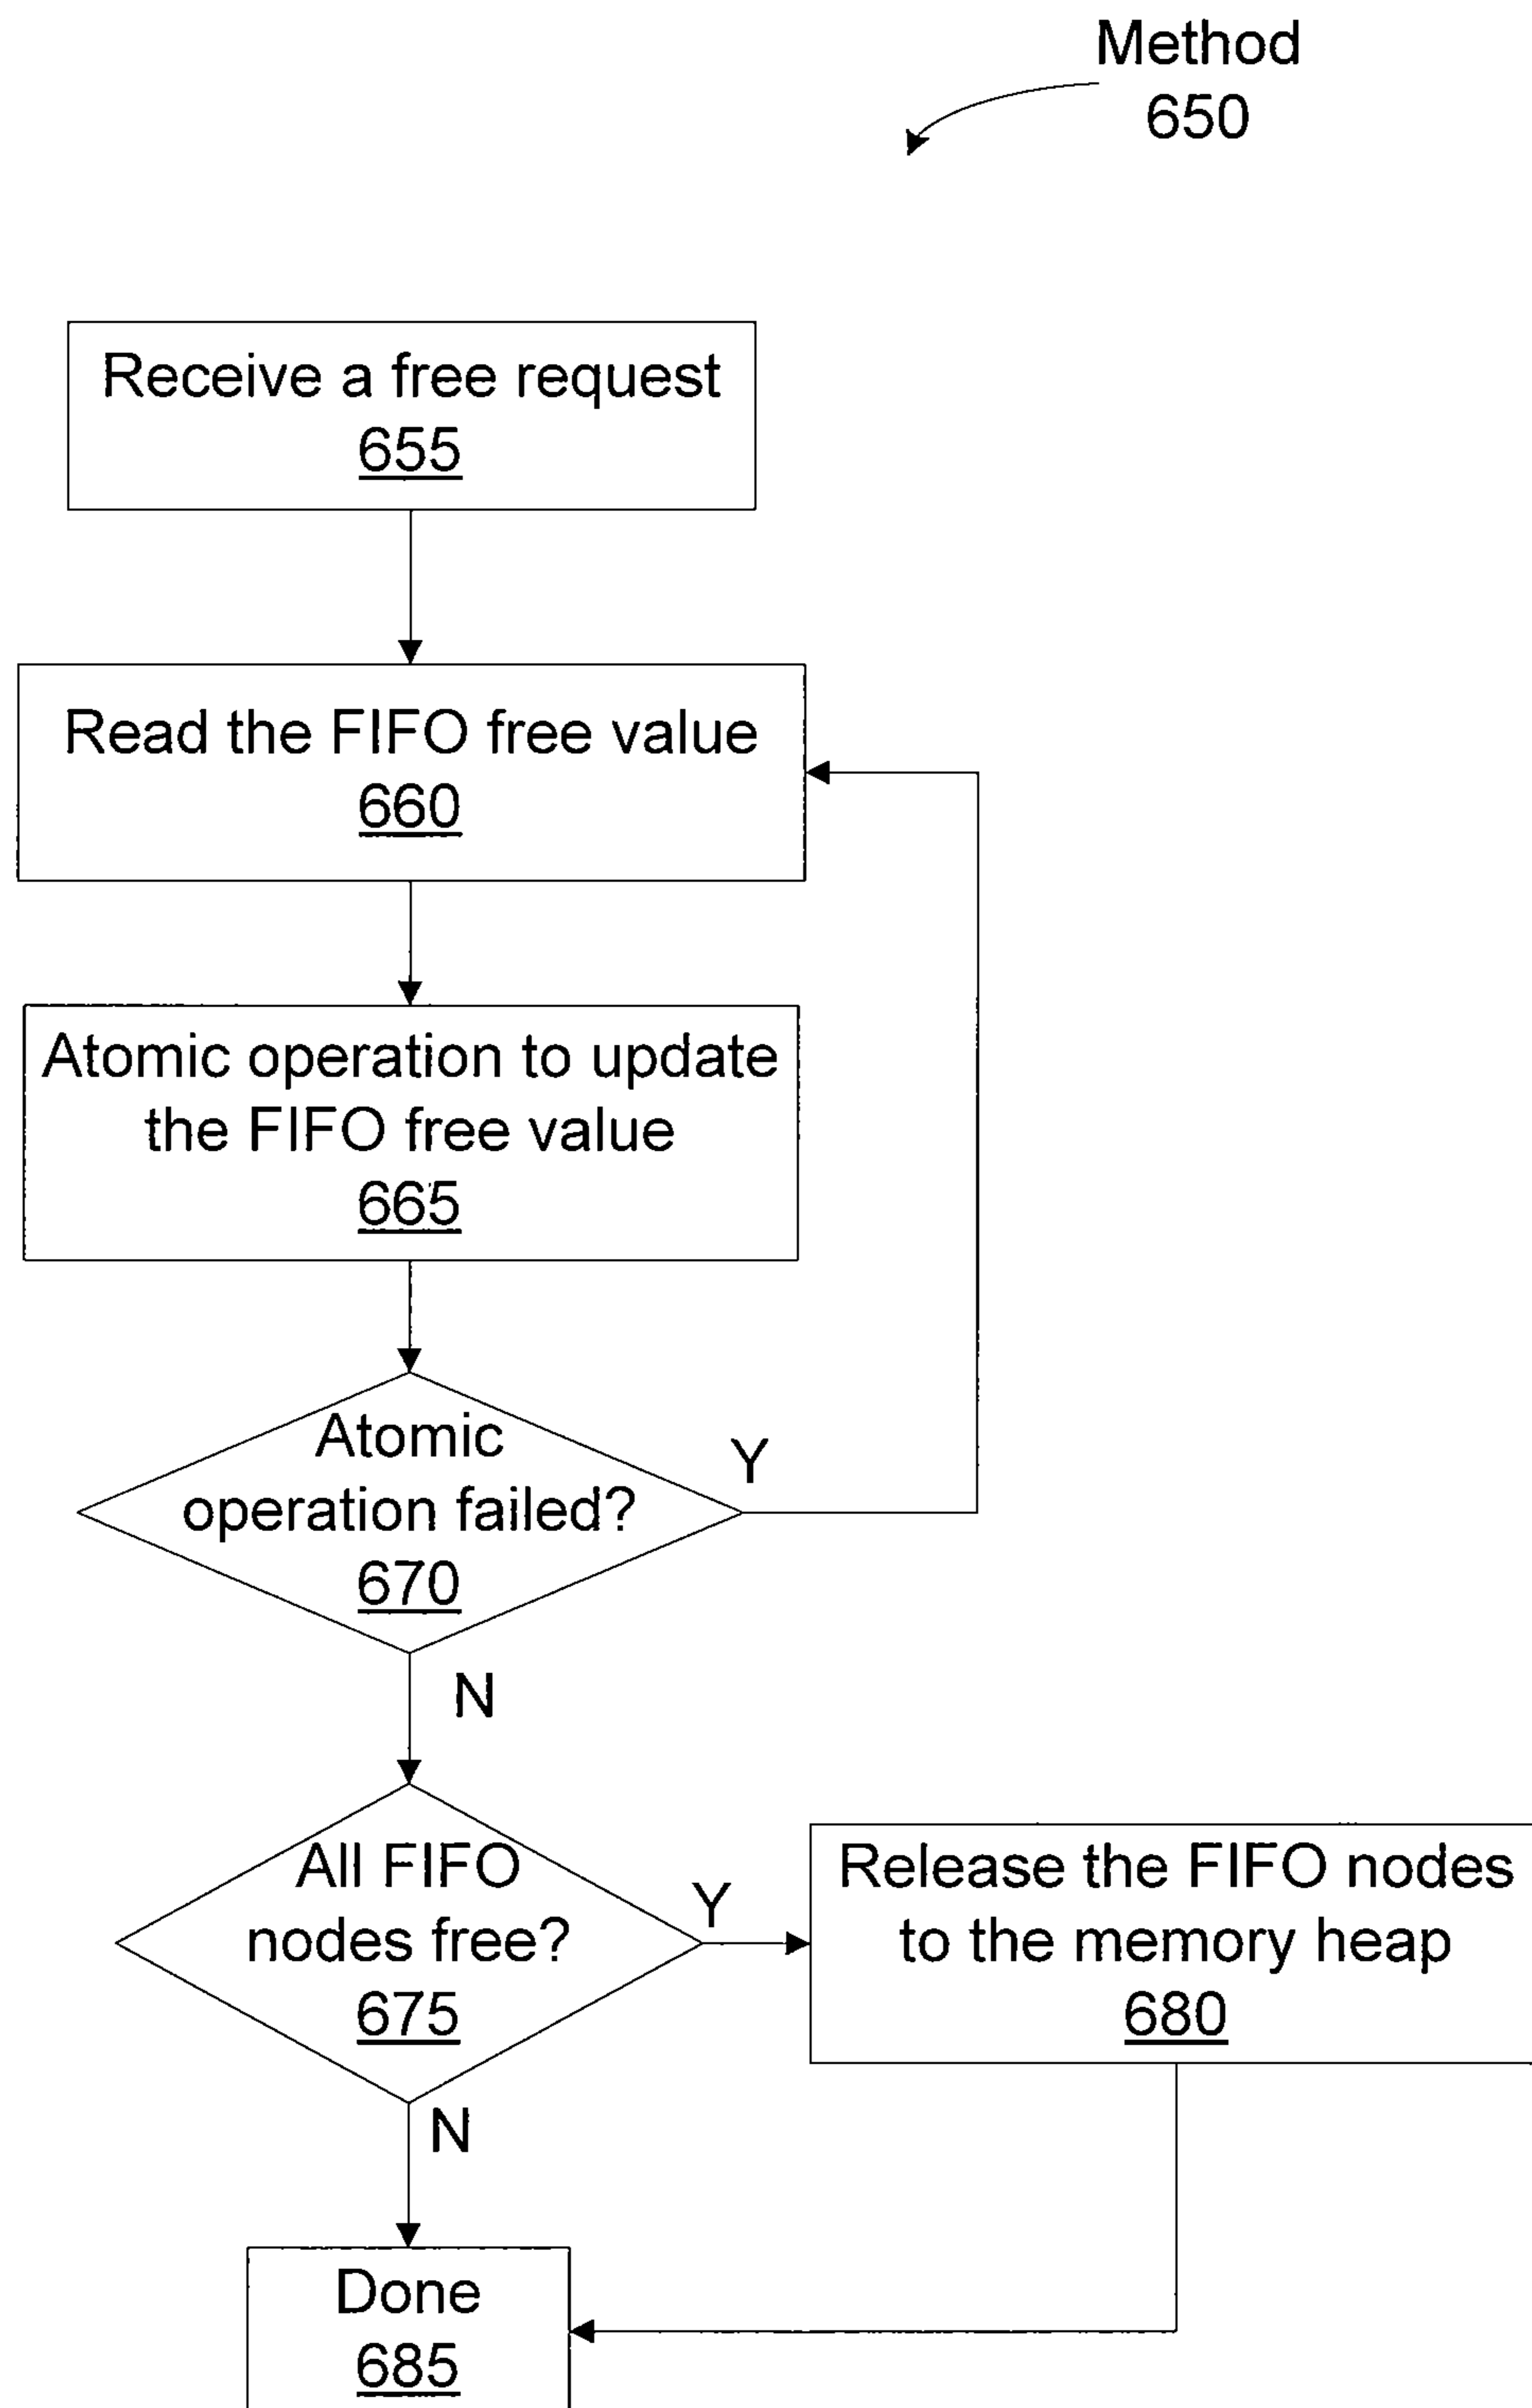 Method
650
Receive a free request
655
Read the FIFO free value
660
Atomic operation to update
the FIFO free value
665
Atomic
operation failed?
670
Y
N
All FIFO
nodes free?
675
Y
Release the FIFO nodes
to the memory heap
680
N
Done
685